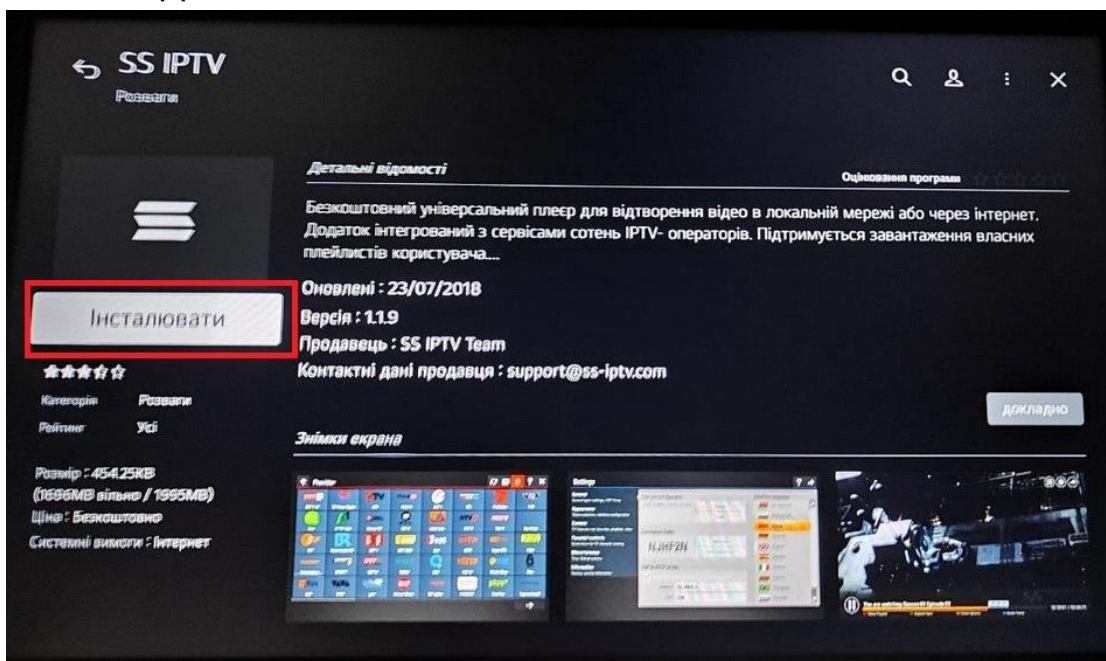 SS IPTV
Розваги
Детальні відомості
Оцінювання програми
Безкоштовний універсальний плеєр для відтворення відео в локальній мережі або через інтернет.
Додаток інтегрований з сервісами сотень IPTV- операторів. Підтримується завантаження власних
плейлистів користувача....
Інсталювати
Оновлені : 23/07/2018
Версія : 1.1.9
Продавець : SS IPTV Team
Контактні дані продавця : support@ss-iptv.com
Категорія Розваги
Рейтинг Усі
докладно
Розмір : 454.25KB
(1696MB вільно / 1995MB)
Ціна : Безкоштовно
Системні вимоги : Інтернет
Знімки екрана
Settings